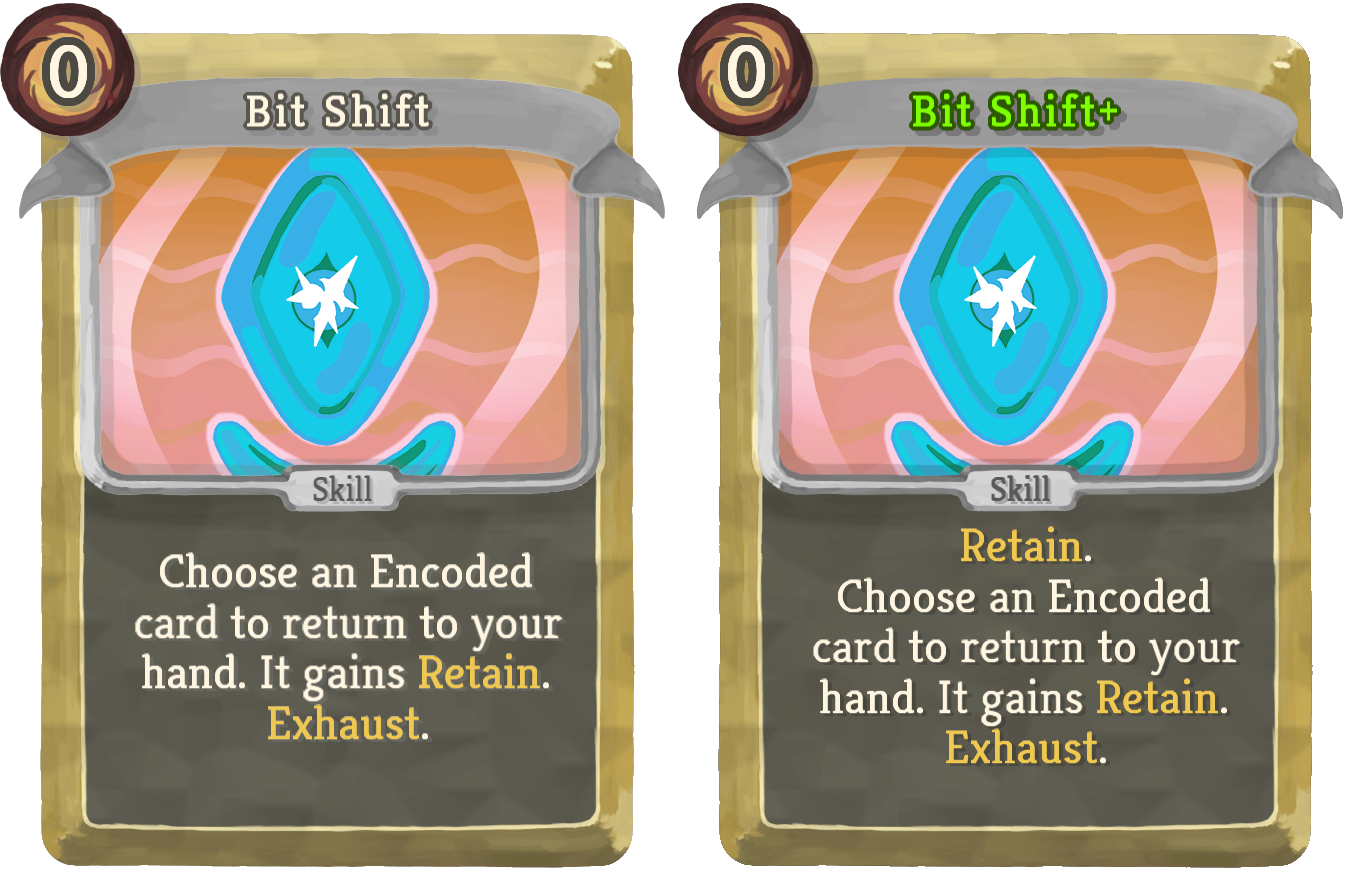 0
Bit Shift
Skill
Choose an Encoded
card to return to your
hand. It gains Retain.
Exhaust.
0
Bit Shift+
Skill
Retain.
Choose an Encoded
card to return to your
hand. It gains Retain.
Exhaust.